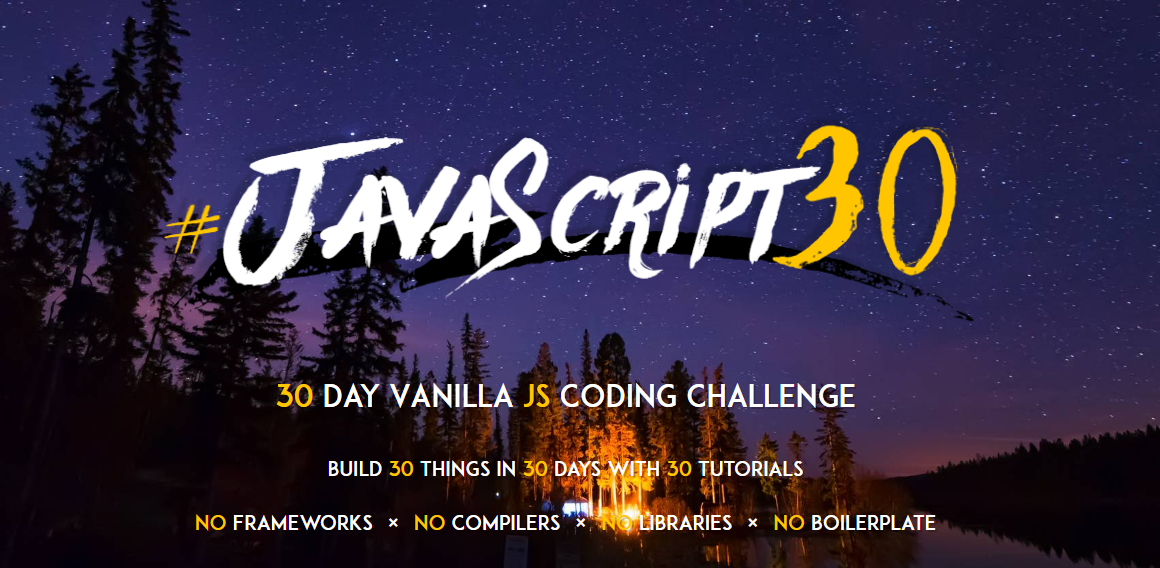 #JavaScript30
30 DAY VANILLA JS CODING CHALLENGE
BUILD 30 THINGS IN 30 DAYS WITH 30 TUTORIALS
NO FRAMEWORKS × NO COMPILERS × NO LIBRARIES × NO BOILERPLATE